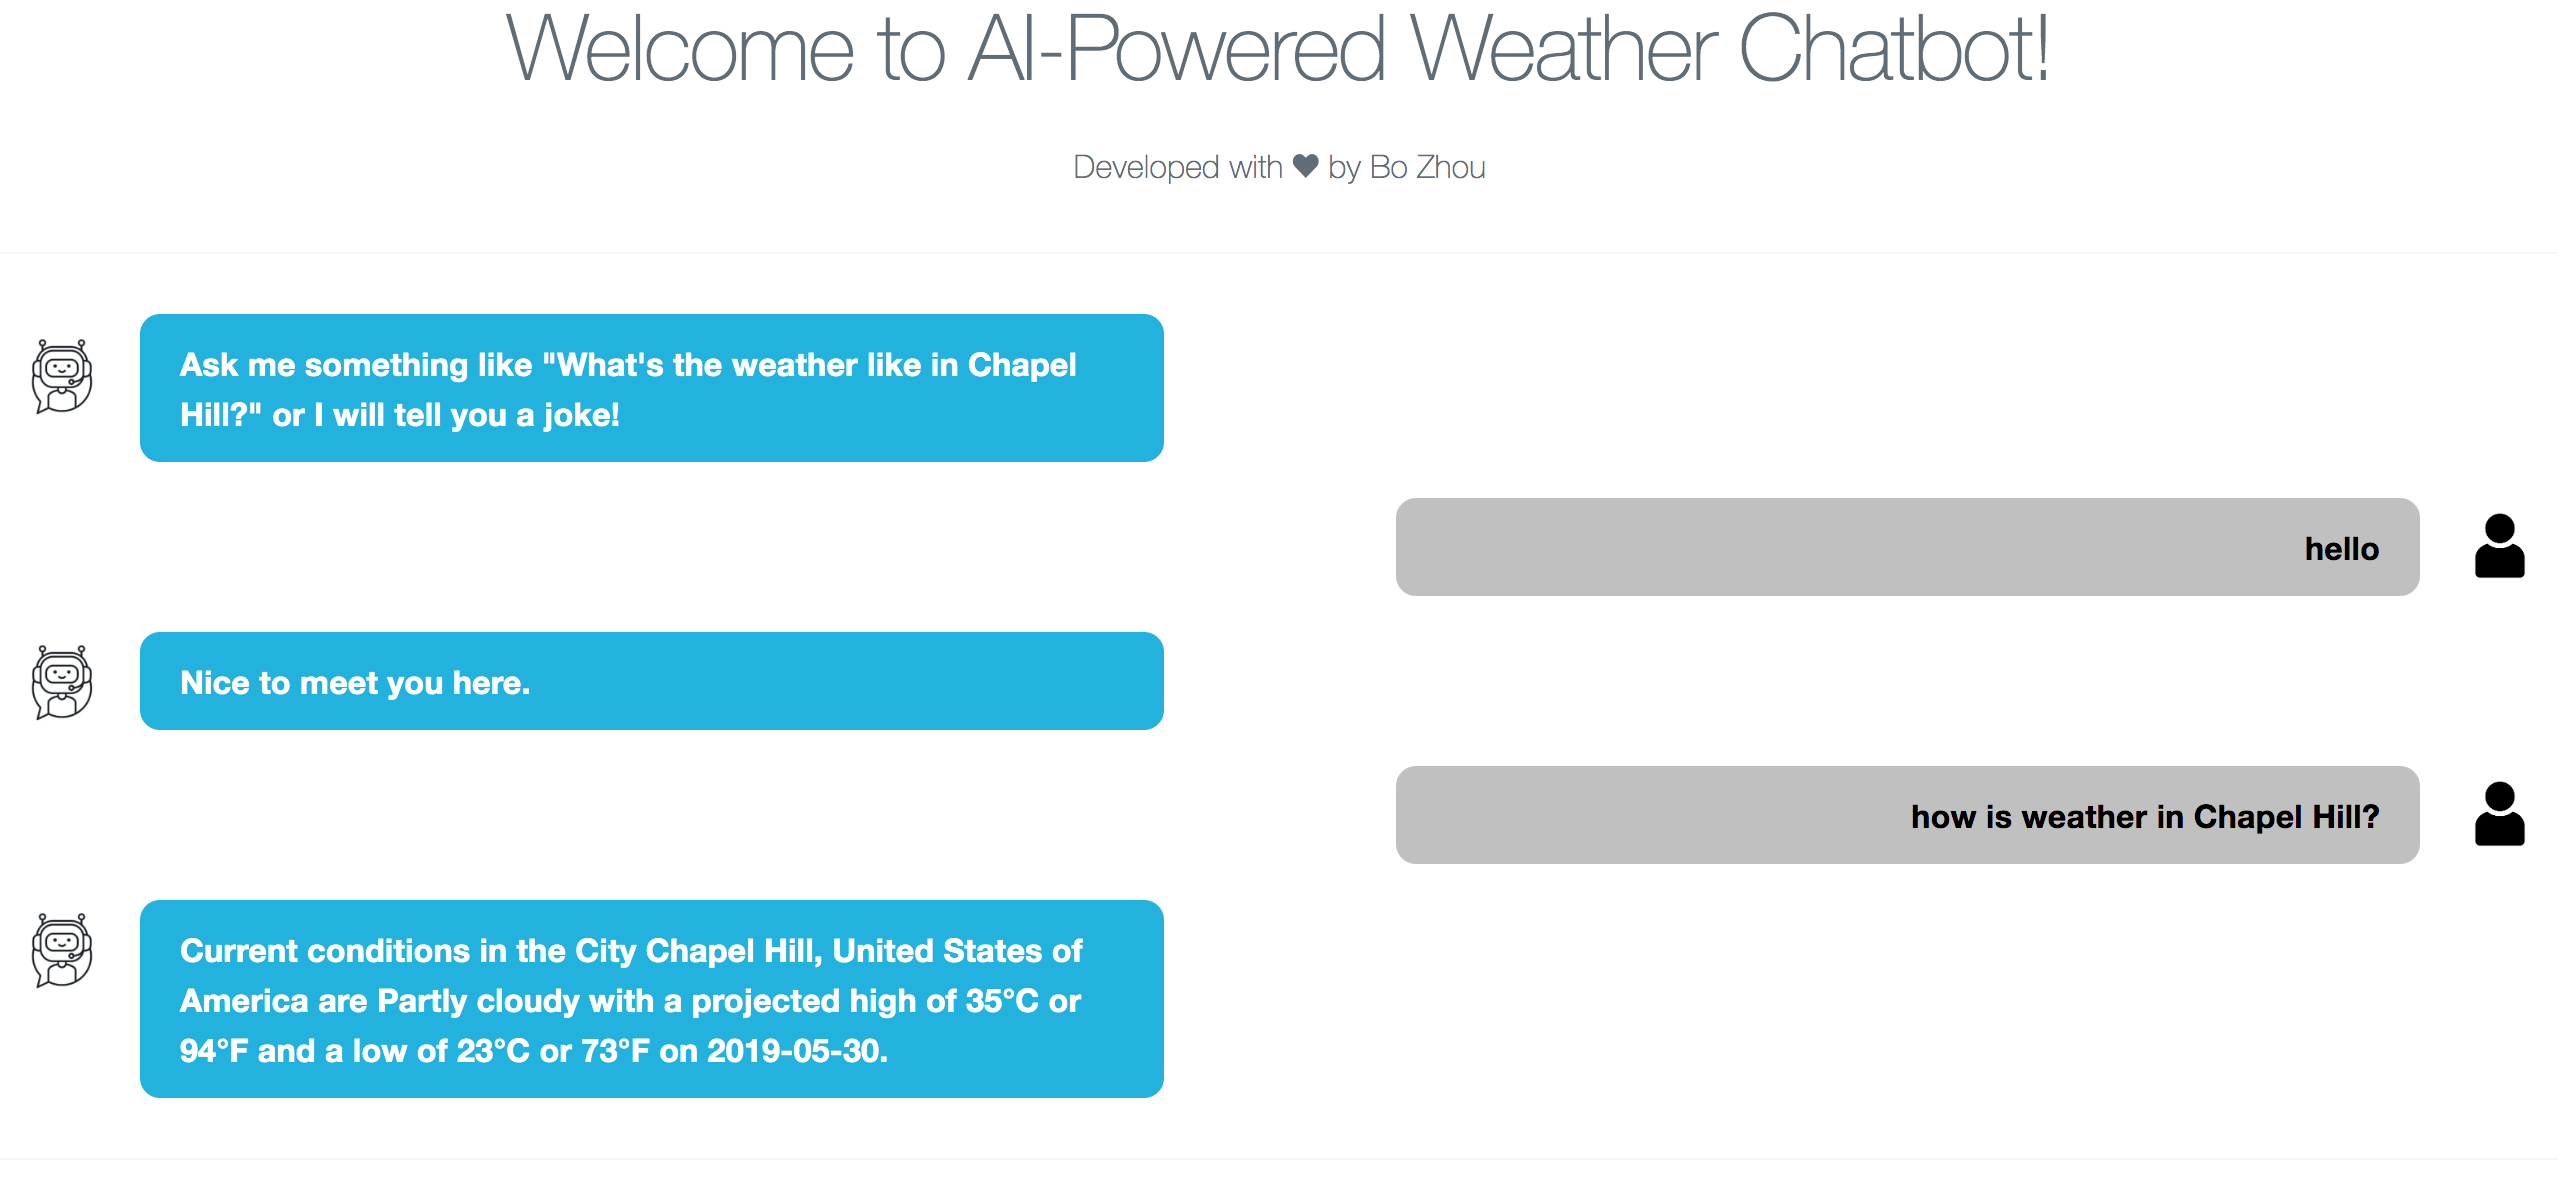 Welcome to AI-Powered Weather Chatbot!
Developed with ♥ by Bo Zhou
Ask me something like "What's the weather like in Chapel
Hill?" or I will tell you a joke!
hello
Nice to meet you here.
how is weather in Chapel Hill?
Current conditions in the City Chapel Hill, United States of
America are Partly cloudy with a projected high of 35°C or
94°F and a low of 23°C or 73°F on 2019-05-30.